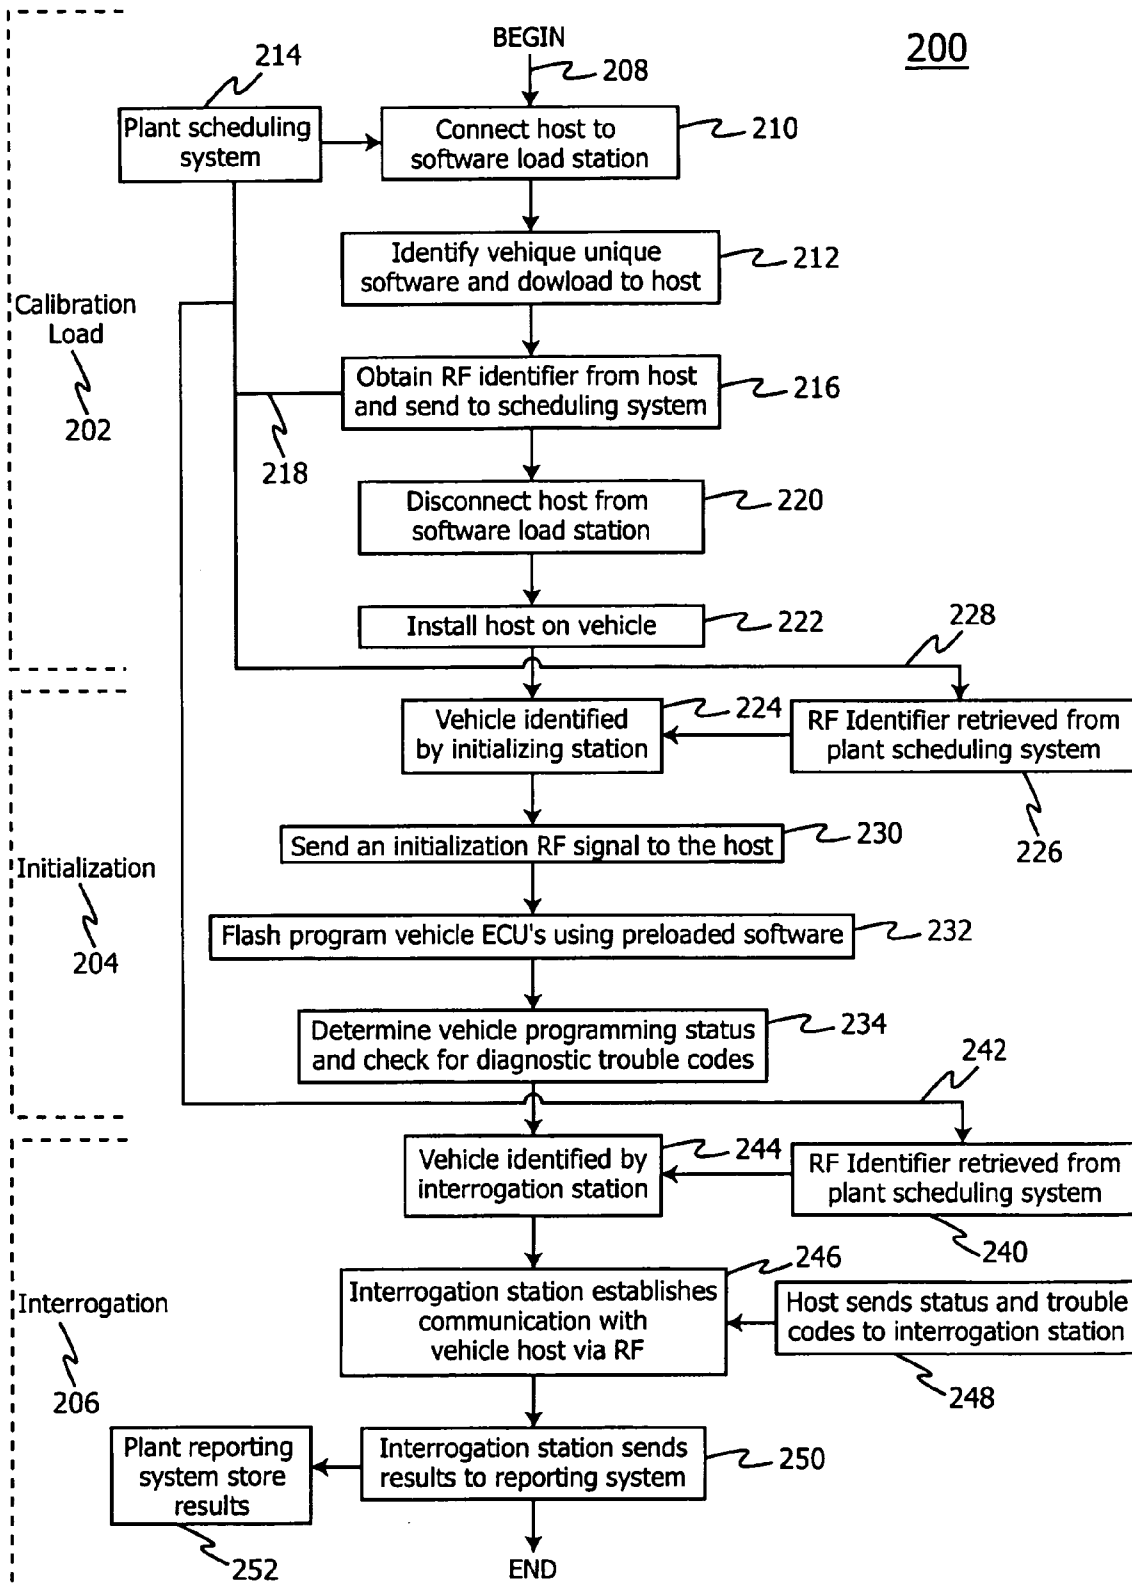 200
BEGIN
208
214
Plant scheduling
system
Connect host to
software load station
210
Identify vehique unique
software and dowload to host
212
Calibration
Load
202
Obtain RF identifier from host
and send to scheduling system
216
218
Disconnect host from
software load station
220
Install host on vehicle
222
228
Vehicle identified
by initializing station
224
RF Identifier retrieved from
plant scheduling system
226
Send an initialization RF signal to the host
230
Initialization
204
Flash program vehicle ECU's using preloaded software
232
Determine vehicle programming status
and check for diagnostic trouble codes
234
242
Vehicle identified by
interrogation station
244
RF Identifier retrieved from
plant scheduling system
240
Interrogation
206
Interrogation station establishes
communication with
vehicle host via RF
246
Host sends status and trouble
codes to interrogation station
248
Plant reporting
system store
results
252
Interrogation station sends
results to reporting system
250
END